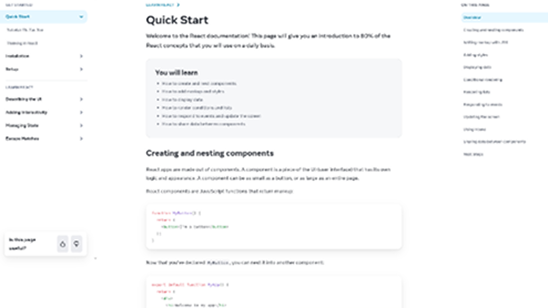 GET STARTED
Quick Start
Tutorial: Tic-Tac-Toe
Thinking in React
Installation
Setup
LEARN REACT
Describing the UI
Adding Interactivity
Managing State
Escape Hatches
Is this page
useful?
Quick Start
Welcome to the React documentation! This page will give you an introduction to 80% of the
React concepts that you will use on a daily basis.
You will learn
How to create and nest components
How to add markup and styles
How to display data
How to render conditions and lists
How to respond to events and update the screen
How to share data between components
Creating and nesting components
React apps are made out of components. A component is a piece of the UI (user interface) that has its own
logic and appearance. A component can be as small as a button, or as large as an entire page.
React components are JavaScript functions that return markup:
function MyButton() {
return (
<button>I'm a button</button>
);
}
Now that you've declared MyButton, you can nest it into another component:
export default function MyApp() {
return (
<div>
<h1>Welcome to my app</h1>
ON THIS PAGE
Overview
Creating and nesting components
Writing markup with JSX
Adding styles
Displaying data
Conditional rendering
Rendering lists
Responding to events
Updating the screen
Using Hooks
Sharing data between components
Next Steps